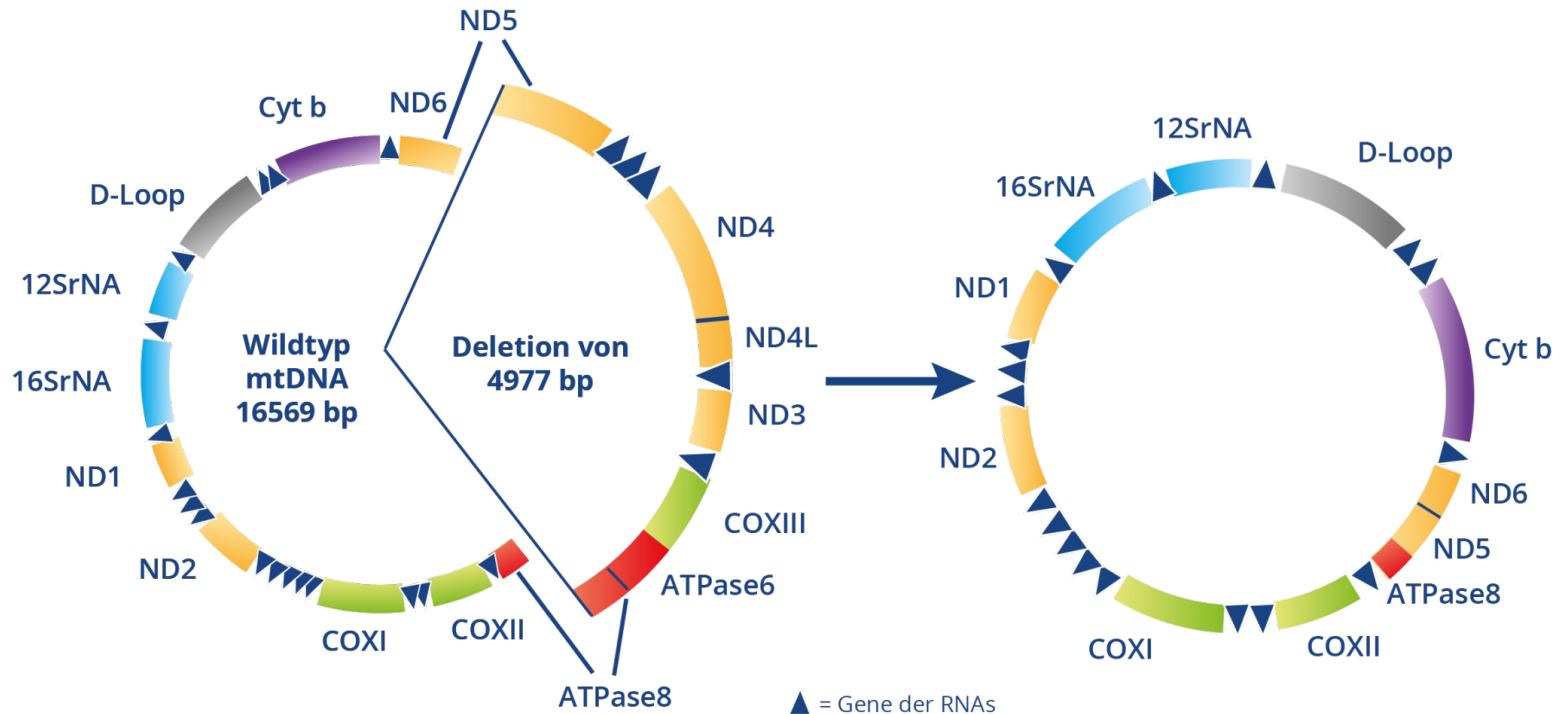 ND5
Cyt b
ND6
D-Loop
12SrNA
16SrNA
ND1
ND2
COXI
COXII
ATPase8
Wildtyp
mtDNA
16569 bp
Deletion von
4977 bp
ND4
ND4L
ND3
COXIII
ATPase6
12SrNA
D-Loop
16SrNA
ND1
Cyt b
ND2
ND6
ND5
ATPase8
COXI
COXII
= Gene der RNAs